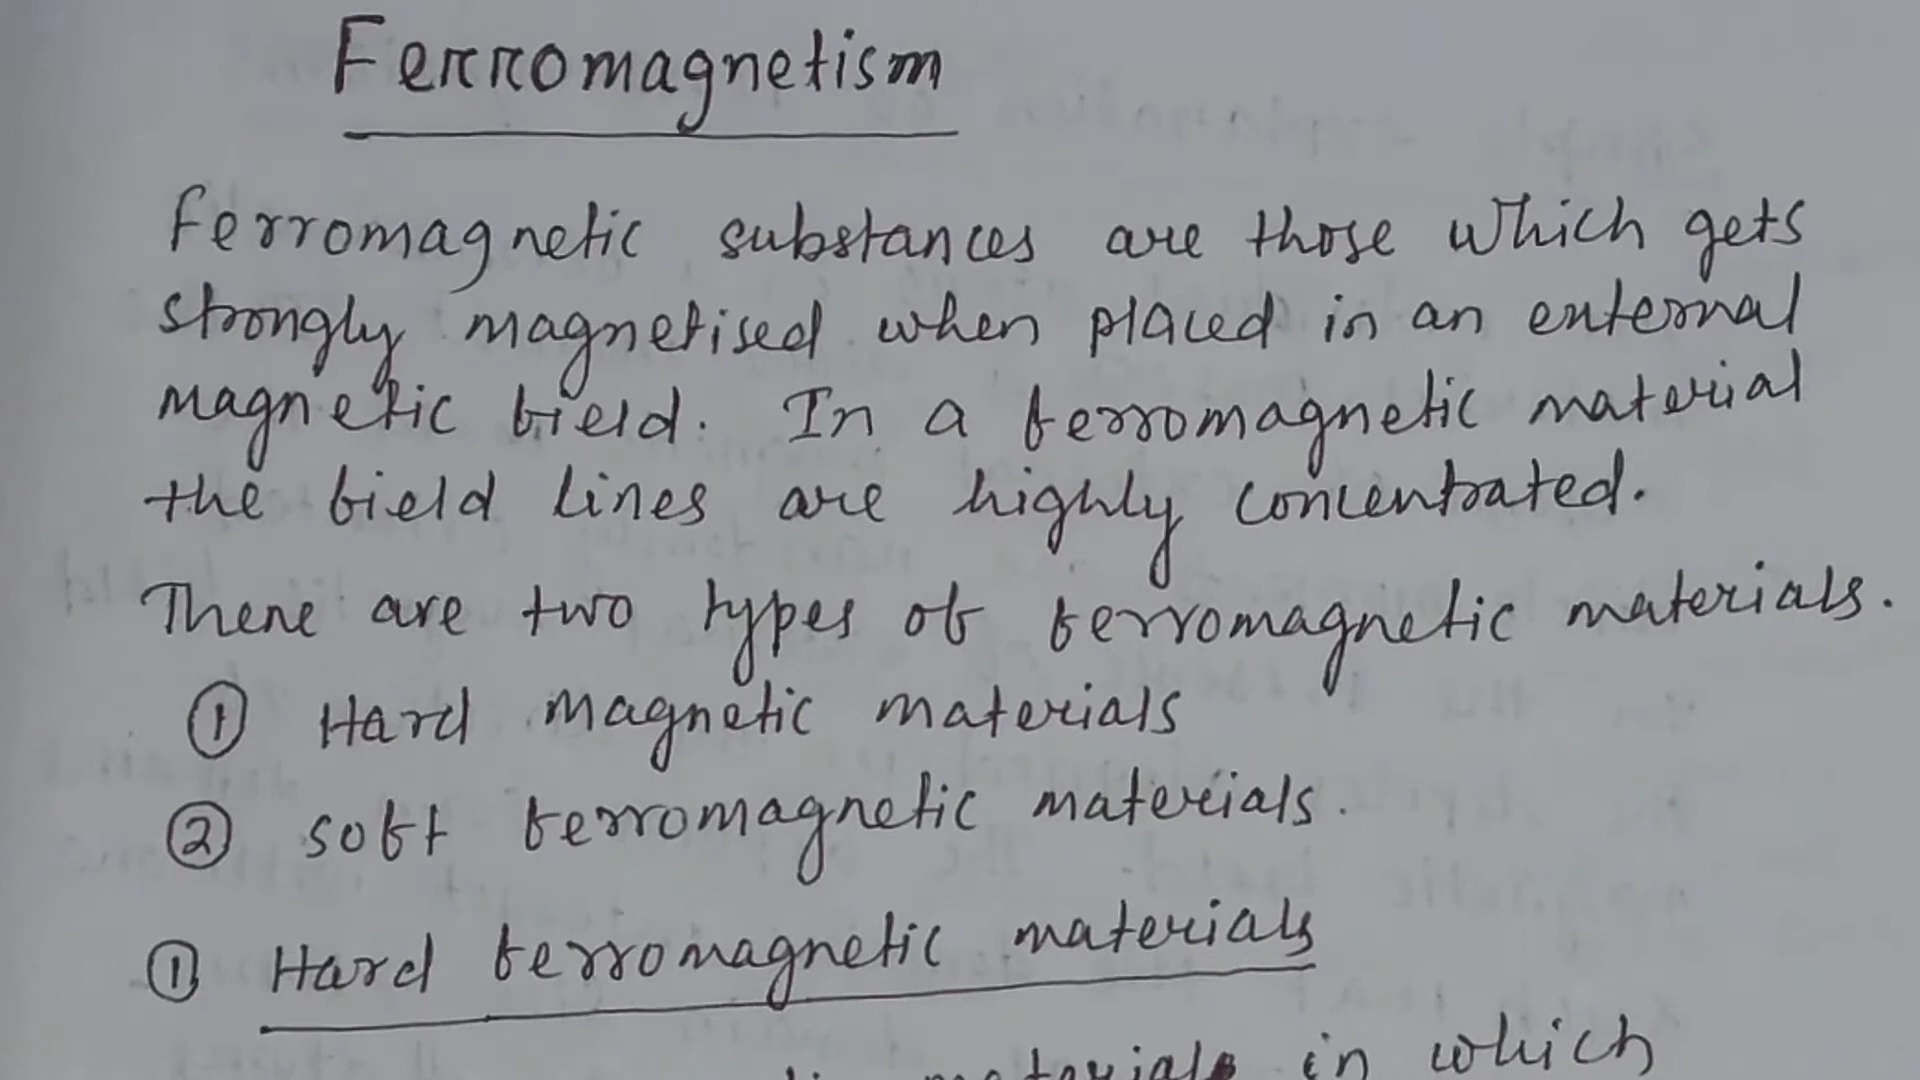 Ferromagnetism
Ferromagnetic substances are those which gets
strongly magnetised when placed in an external
magnetic field. In a ferromagnetic material
the field lines are highly concentrated.
There are two types of ferromagnetic materials.
① Hard magnetic materials
② soft ferromagnetic materials.
① Hard ferromagnetic materials
materials in which